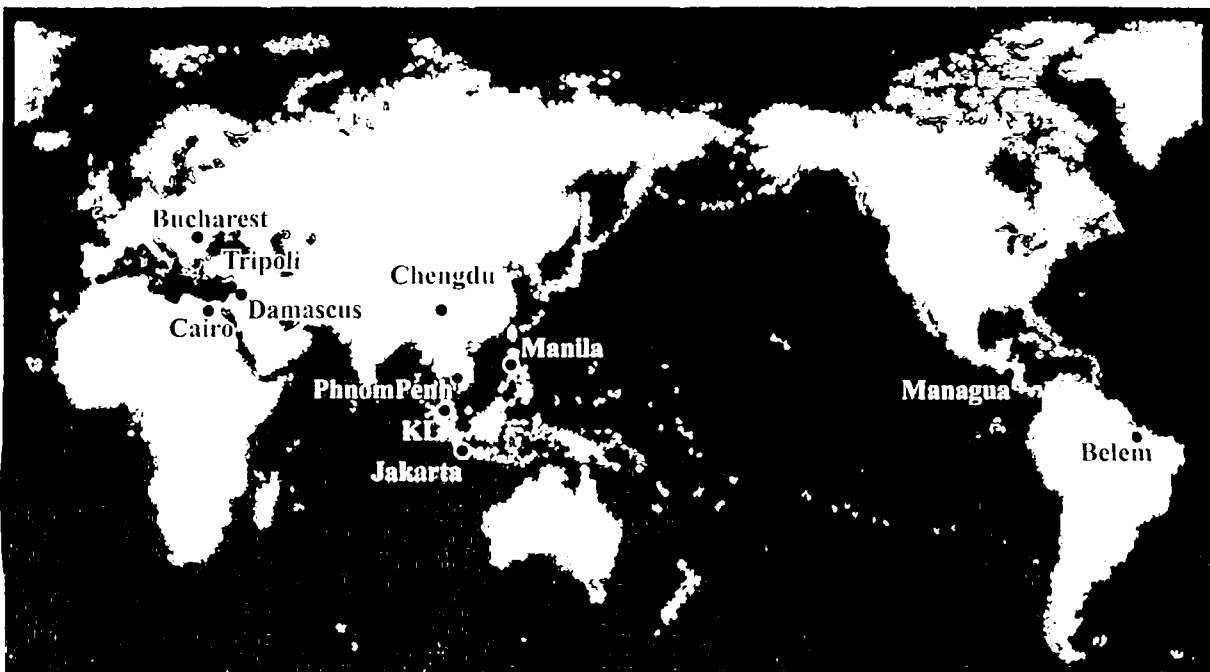 Bucharest
Tripoli
Chengdu
Damascus
Cairo
Manila
PhnomPenh
Managua
KL
Belem
Jakarta